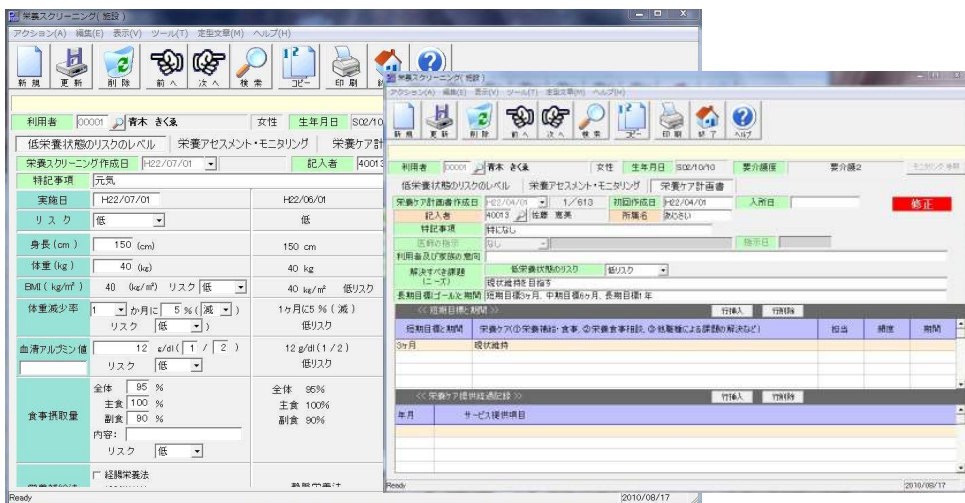 栄養スクリーニング( 施設 )
アクション(A) 編集(E) 表示(V) ツール(T) 定型文章(M) ヘルプ(H)
新 規 更 新 削 除 前 へ 次 へ 検 索 コピー 印 刷
利用者 00001 青木 きくゑ 女性 生年月日 S02/10
低栄養状態のリスクのレベル 栄養アセスメント・モニタリング 栄養ケア計
栄養スクリーニング作成日 H22/07/01 記入者 40013
特記事項 元気
実施日 H22/07/01 H22/06/01
リ ス ク 低 低
身長(cm) 150 (cm) 150 cm
体重(kg) 40 (kg) 40 kg
BMI( kg/㎡ ) 40 (kg/㎡) リスク 低 40 kg/㎡ 低リスク
体重減少率 1 か月に 5 %( 減 ) 1ヶ月に5 % ( 減 )
リスク 低 ) 低リスク
血清アルブミン値 12 g/dl( 1 / 2 ) 12 g/dl(1 / 2)
リスク 低 低リスク
食事摂取量
全体 95 % 全体 95%
主食 100 % 主食 100%
副食 90 % 副食 90%
内容:
リスク 低
経腸栄養法
Ready 2010/08/17
栄養スクリーニング( 施設 )
アクション(A) 編集(E) 表示(V) ツール(T) 定型文章(M) ヘルプ(H)
新 規 更 新 削 除 前 へ 次 へ 検 索 コピー 印 刷 終 了 ヘルプ
利用者 00001 青木 きくゑ 女性 生年月日 S02/10/10 要介護度 要介護2
低栄養状態のリスクのレベル 栄養アセスメント・モニタリング 栄養ケア計画書
栄養ケア計画書作成日 H22/04/01 1/613 初回作成日 H22/04/01 入所日 修正
記入者 40013 佐藤 恵美 所属名 あじさい
特記事項 特になし
医師の指示 なし 指示日
利用者及び家族の意向
解決すべき課題 低栄養状態のリスク 低リスク
(ニーズ) 現状維持を目指す
長期目標(ゴール)と期間 短期目標3ヶ月、中期目標6ヶ月、長期目標1年
<< 短期目標と期間 >> 行挿入 行削除
短期目標と期間 栄養ケア(①栄養補給・食事、②栄養食事相談、③他職種による課題の解決など) 担当 頻度 期間
3ヶ月 現状維持
<< 栄養ケア提供経過記録 >> 行挿入 行削除
年月 サービス提供項目
Ready 2010/08/17